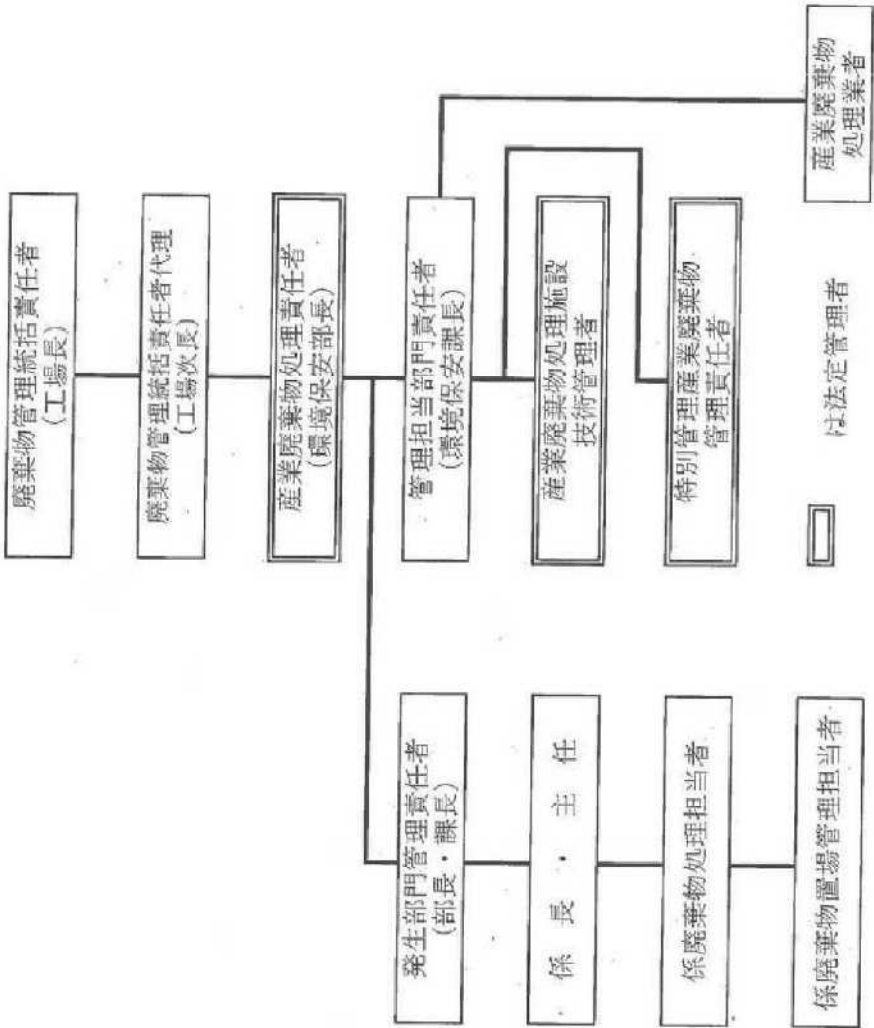 廃棄物管理統括責任者
(工場長)
廃棄物管理統括責任者代理
(工場次長)
産業廃棄物処理責任者
(環境保安部長)
発生部門管理責任者
(部長・課長)
管理担当部門責任者
(環境保安課長)
係長・主任
産業廃棄物処理施設
技術管理者
係廃棄物処理担当者
特別管理産業廃棄物
管理責任者
係廃棄物置場管理担当者
は法定管理者
産業廃棄物
処理業者